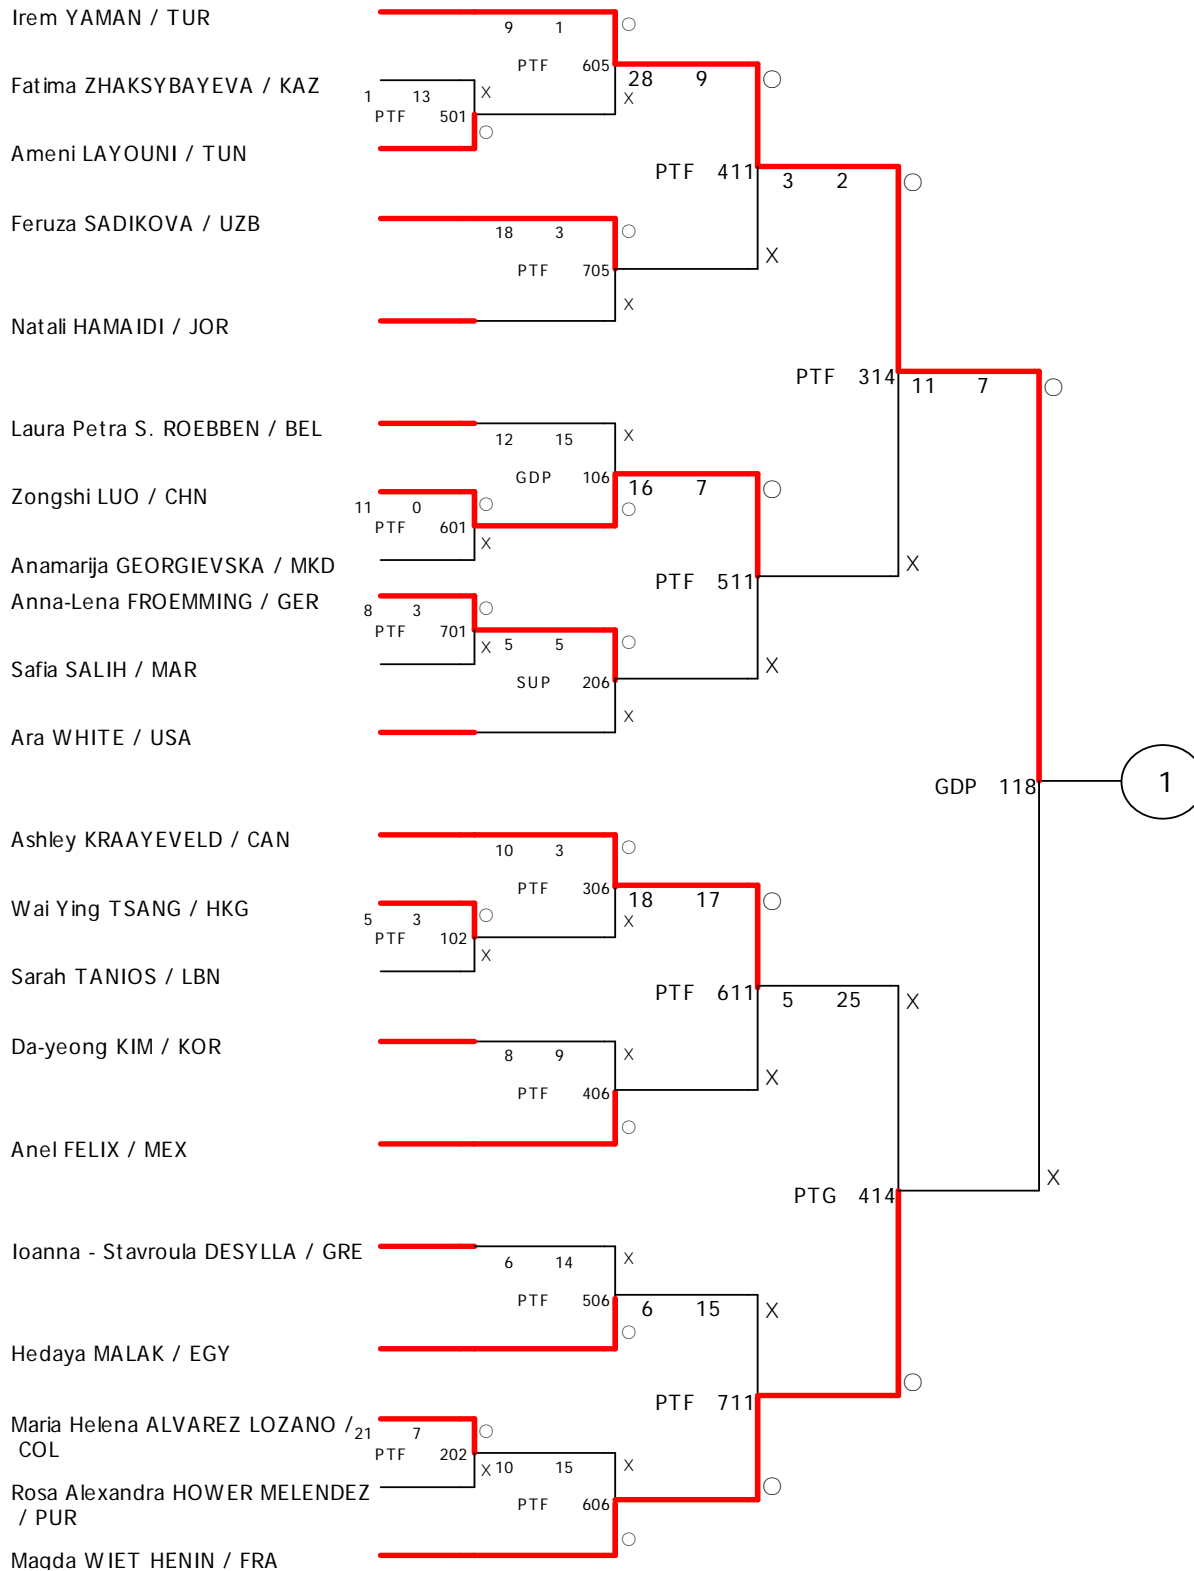 Irem YAMAN / TUR
9 1
PTF 605
28 9
Fatima ZHAKSYBAYEVA / KAZ
1 13
X
X
PTF 501
Ameni LAYOUNI / TUN
PTF 411
3 2
Feruza SADIKOVA / UZB
18 3
X
PTF 705
X
Natali HAMAIDI / JOR
PTF 314
11 7
Laura Petra S. ROEBBEN / BEL
12 15
X
GDP 106
16 7
Zongshi LUO / CHN
11 0
PTF 601
X
Anamarija GEORGIEVSKA / MKD
X
PTF 511
Anna-Lena FROEMMING / GER
8 3
PTF 701
X
5 5
Safia SALIH / MAR
X
SUP 206
X
Ara WHITE / USA
GDP 118
1
Ashley KRAAYEVELD / CAN
10 3
PTF 306
18 17
Wai Ying TSANG / HKG
5 3
X
PTF 102
X
Sarah TANIOS / LBN
PTF 611
5 25
X
Da-yeong KIM / KOR
8 9
X
X
PTF 406
Anel FELIX / MEX
X
PTG 414
Ioanna - Stavroula DESYLLA / GRE
6 14
X
PTF 506
6 15
X
Hedaya MALAK / EGY
PTF 711
Maria Helena ALVAREZ LOZANO /
COL
21 7
PTF 202
X
10 15
X
Rosa Alexandra HOWER MELENDEZ
/ PUR
PTF 606
Magda WIET HENIN / FRA